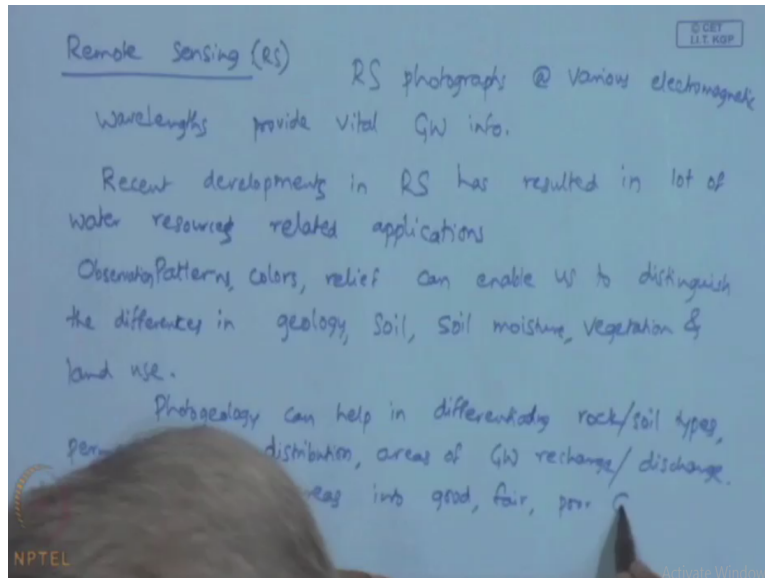 © CET
I.I.T. KGP
Remote Sensing (RS)
RS photographs @ various electromagnetic
wavelengths provide vital GW info.
Recent developments in RS has resulted in lot of
water resources related applications
Observation Patterns, colors, relief can enable us to distinguish
the differences in geology, soil, soil moisture, vegetation &
land use.
Photogeology can help in differentiating rock/soil types,
distribution, areas of GW recharge/discharge.
into good, fair, poor G
NPTEL
Activate Window